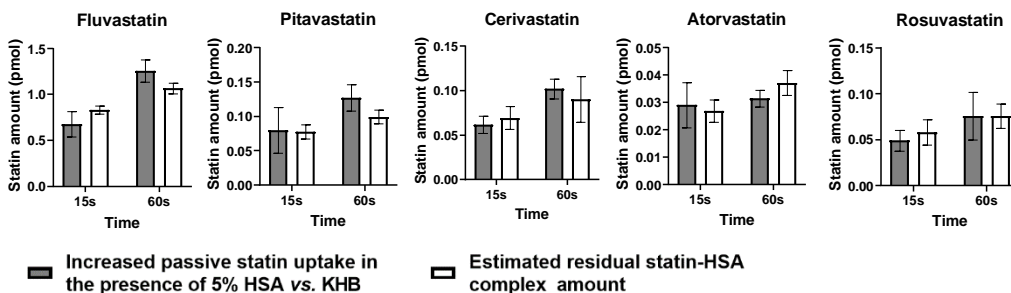 Fluvastatin
Statin amount (pmol)
1.5
1.0
0.5
0.0
15s
60s
Time
Pitavastatin
Statin amount (pmol)
0.20
0.15
0.10
0.05
0.00
15s
60s
Time
Cerivastatin
Statin amount (pmol)
0.15
0.10
0.05
0.00
15s
60s
Time
Atorvastatin
Statin amount (pmol)
0.05
0.04
0.03
0.02
0.01
0.00
15s
60s
Time
Rosuvastatin
Statin amount (pmol)
0.15
0.10
0.05
0.00
15s
60s
Time
Increased passive statin uptake in
the presence of 5% HSA vs. KHB
Estimated residual statin-HSA
complex amount